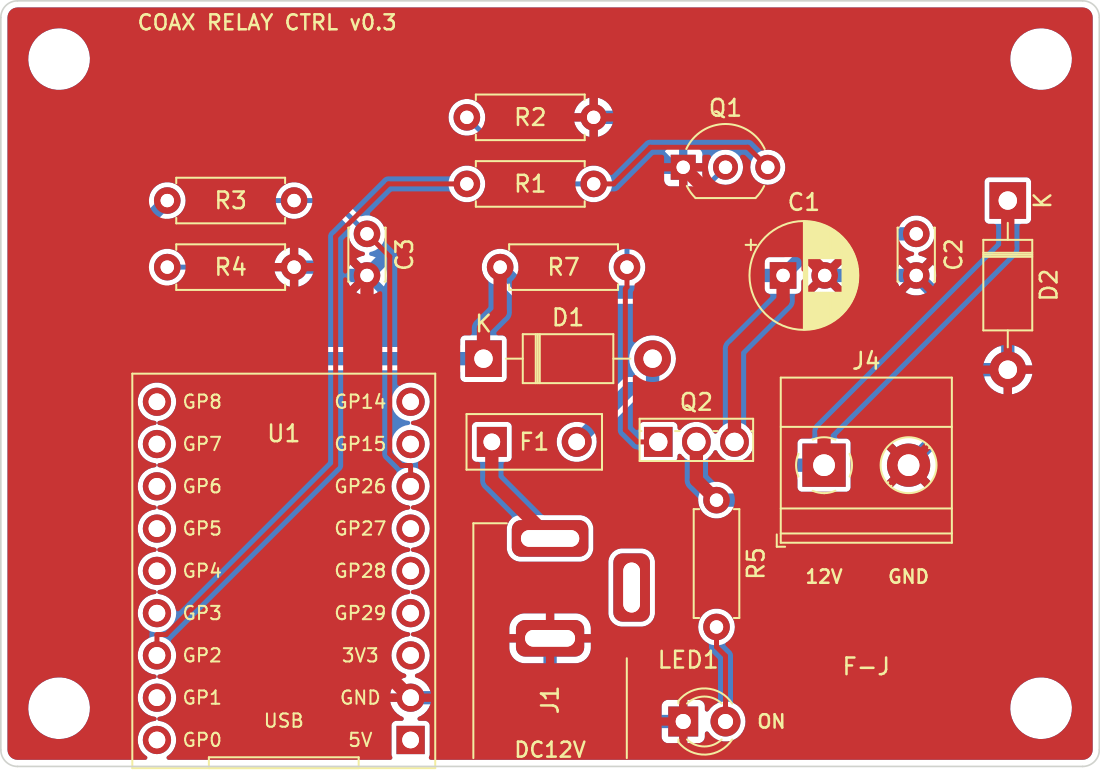 COAX RELAY CTRL v0.3
R2
Q1
R1
R3
K
C1
C3
C2
R4
R7
D2
K
D1
J4
Q2
GP8
GP14
U1
F1
GP7
GP15
GP6
GP26
GP5
GP27
R5
GP4
GP28
12V
GND
GP3
GP29
GP2
3V3
LED1
F-J
GP1
GND
J1
USB
ON
GP0
5V
DC12V
+